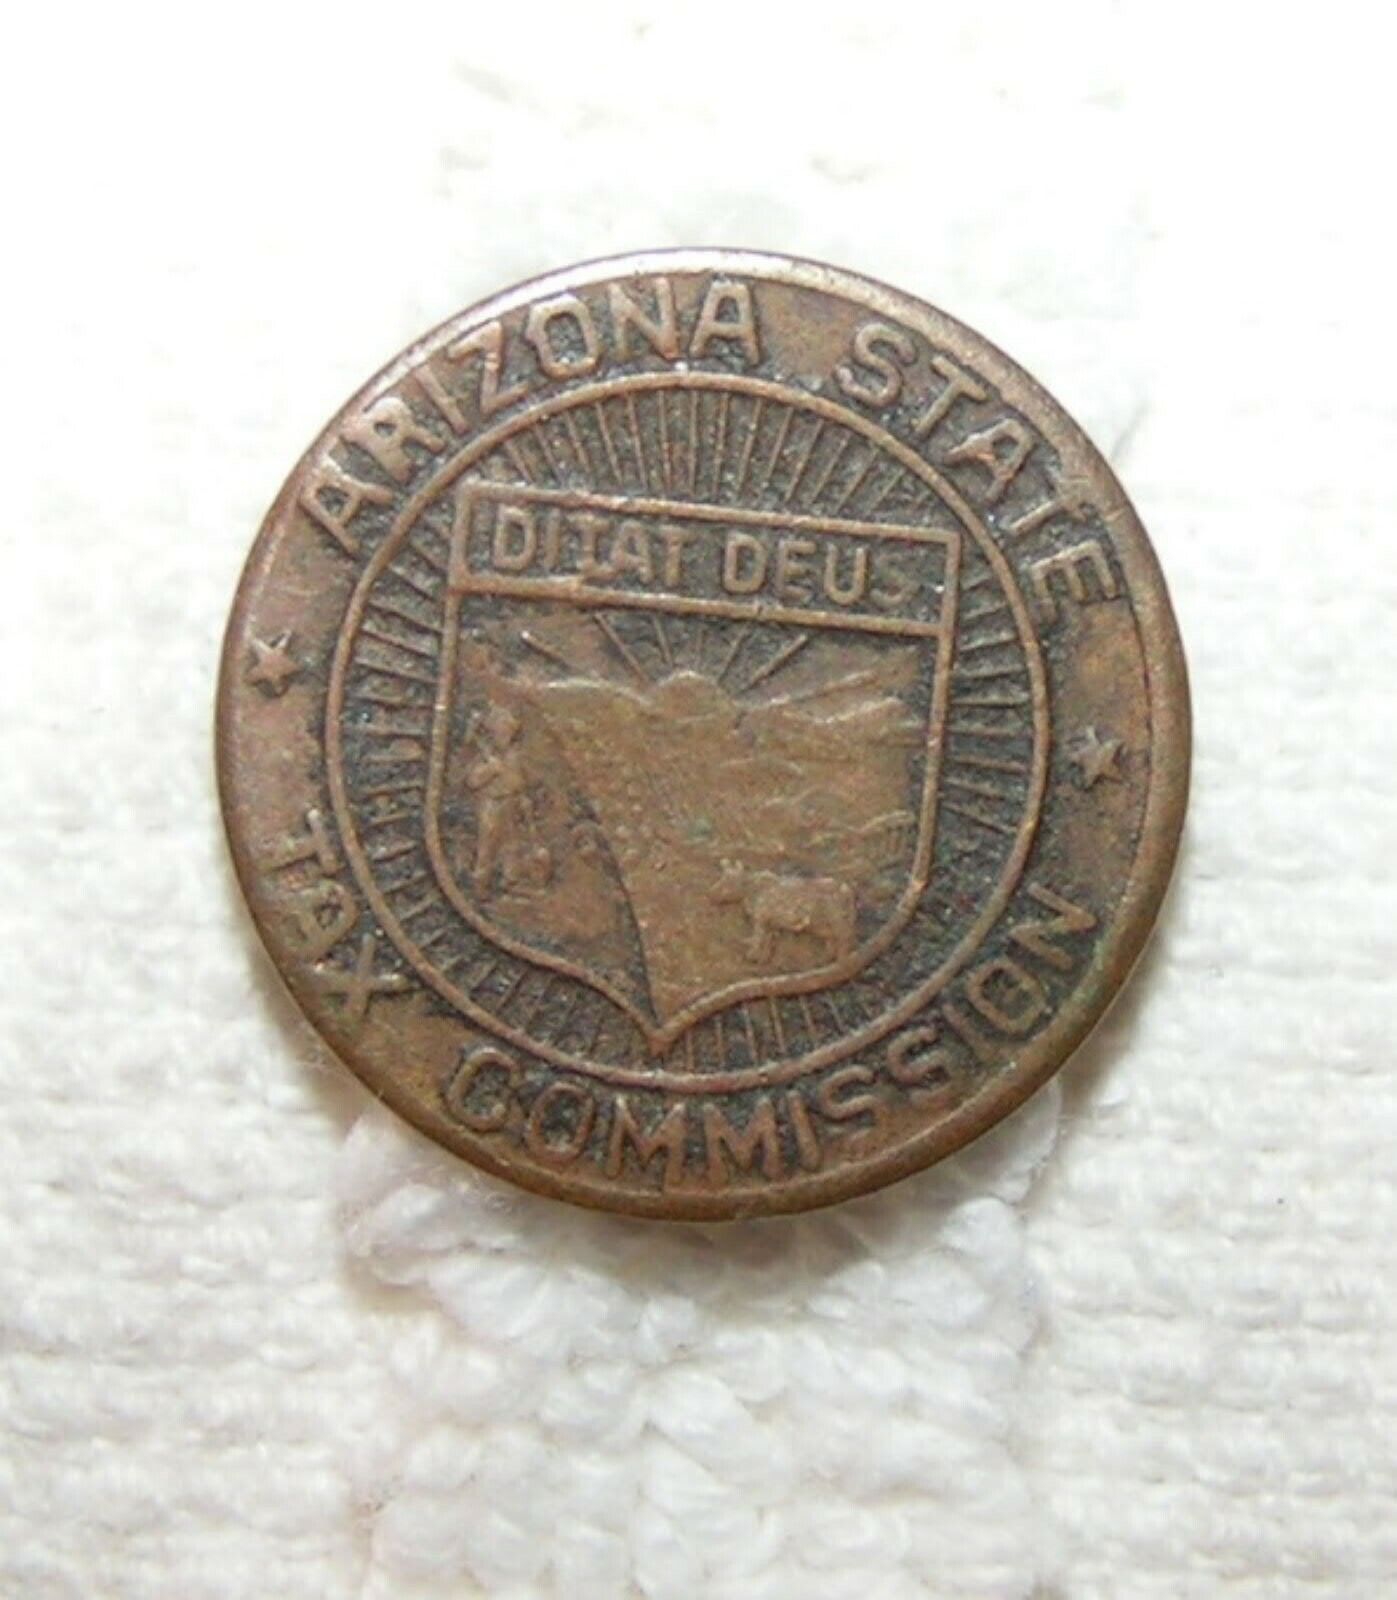 ARIZONA STATE
DITAT DEUS
TAX COMMISSION